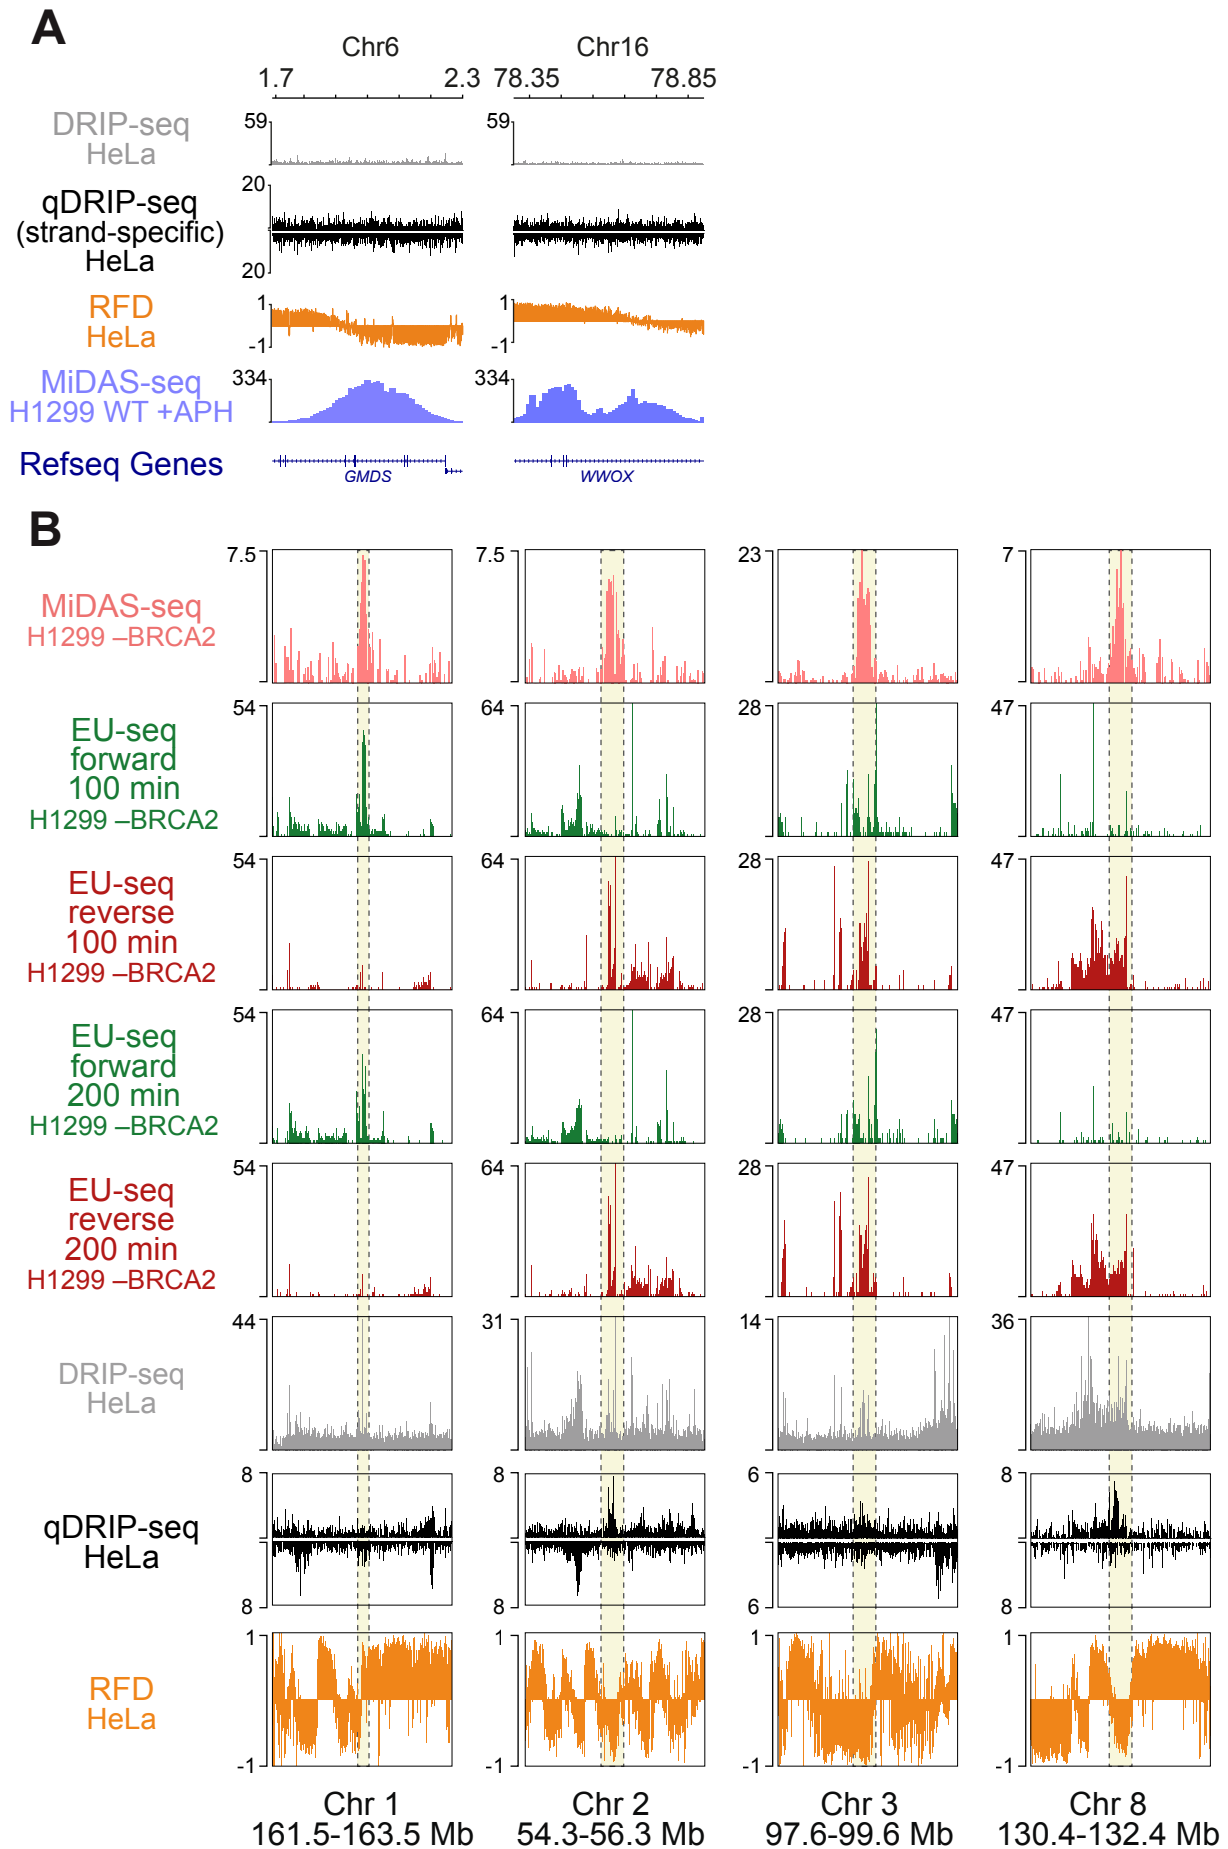 A
Chr6 Chr16
1.7 2.3 78.35 78.85
DRIP-seq
HeLa
59 59
qDRIP-seq
(strand-specific)
HeLa
20
20
RFD
HeLa
1 1
-1 -1
MiDAS-seq
H1299 WT +APH
334 334
Refseq Genes
GMDS WWOX
B
MiDAS-seq
H1299 –BRCA2
7.5 7.5 23 7
EU-seq
forward
100 min
H1299 –BRCA2
54 64 28 47
EU-seq
reverse
100 min
H1299 –BRCA2
54 64 28 47
EU-seq
forward
200 min
H1299 –BRCA2
54 64 28 47
EU-seq
reverse
200 min
H1299 –BRCA2
54 64 28 47
DRIP-seq
HeLa
44 31 14 36
qDRIP-seq
HeLa
8 8 6 8
8 8 6 8
RFD
HeLa
1 1 1 1
-1 -1 -1 -1
Chr 1 Chr 2 Chr 3 Chr 8
161.5-163.5 Mb 54.3-56.3 Mb 97.6-99.6 Mb 130.4-132.4 Mb